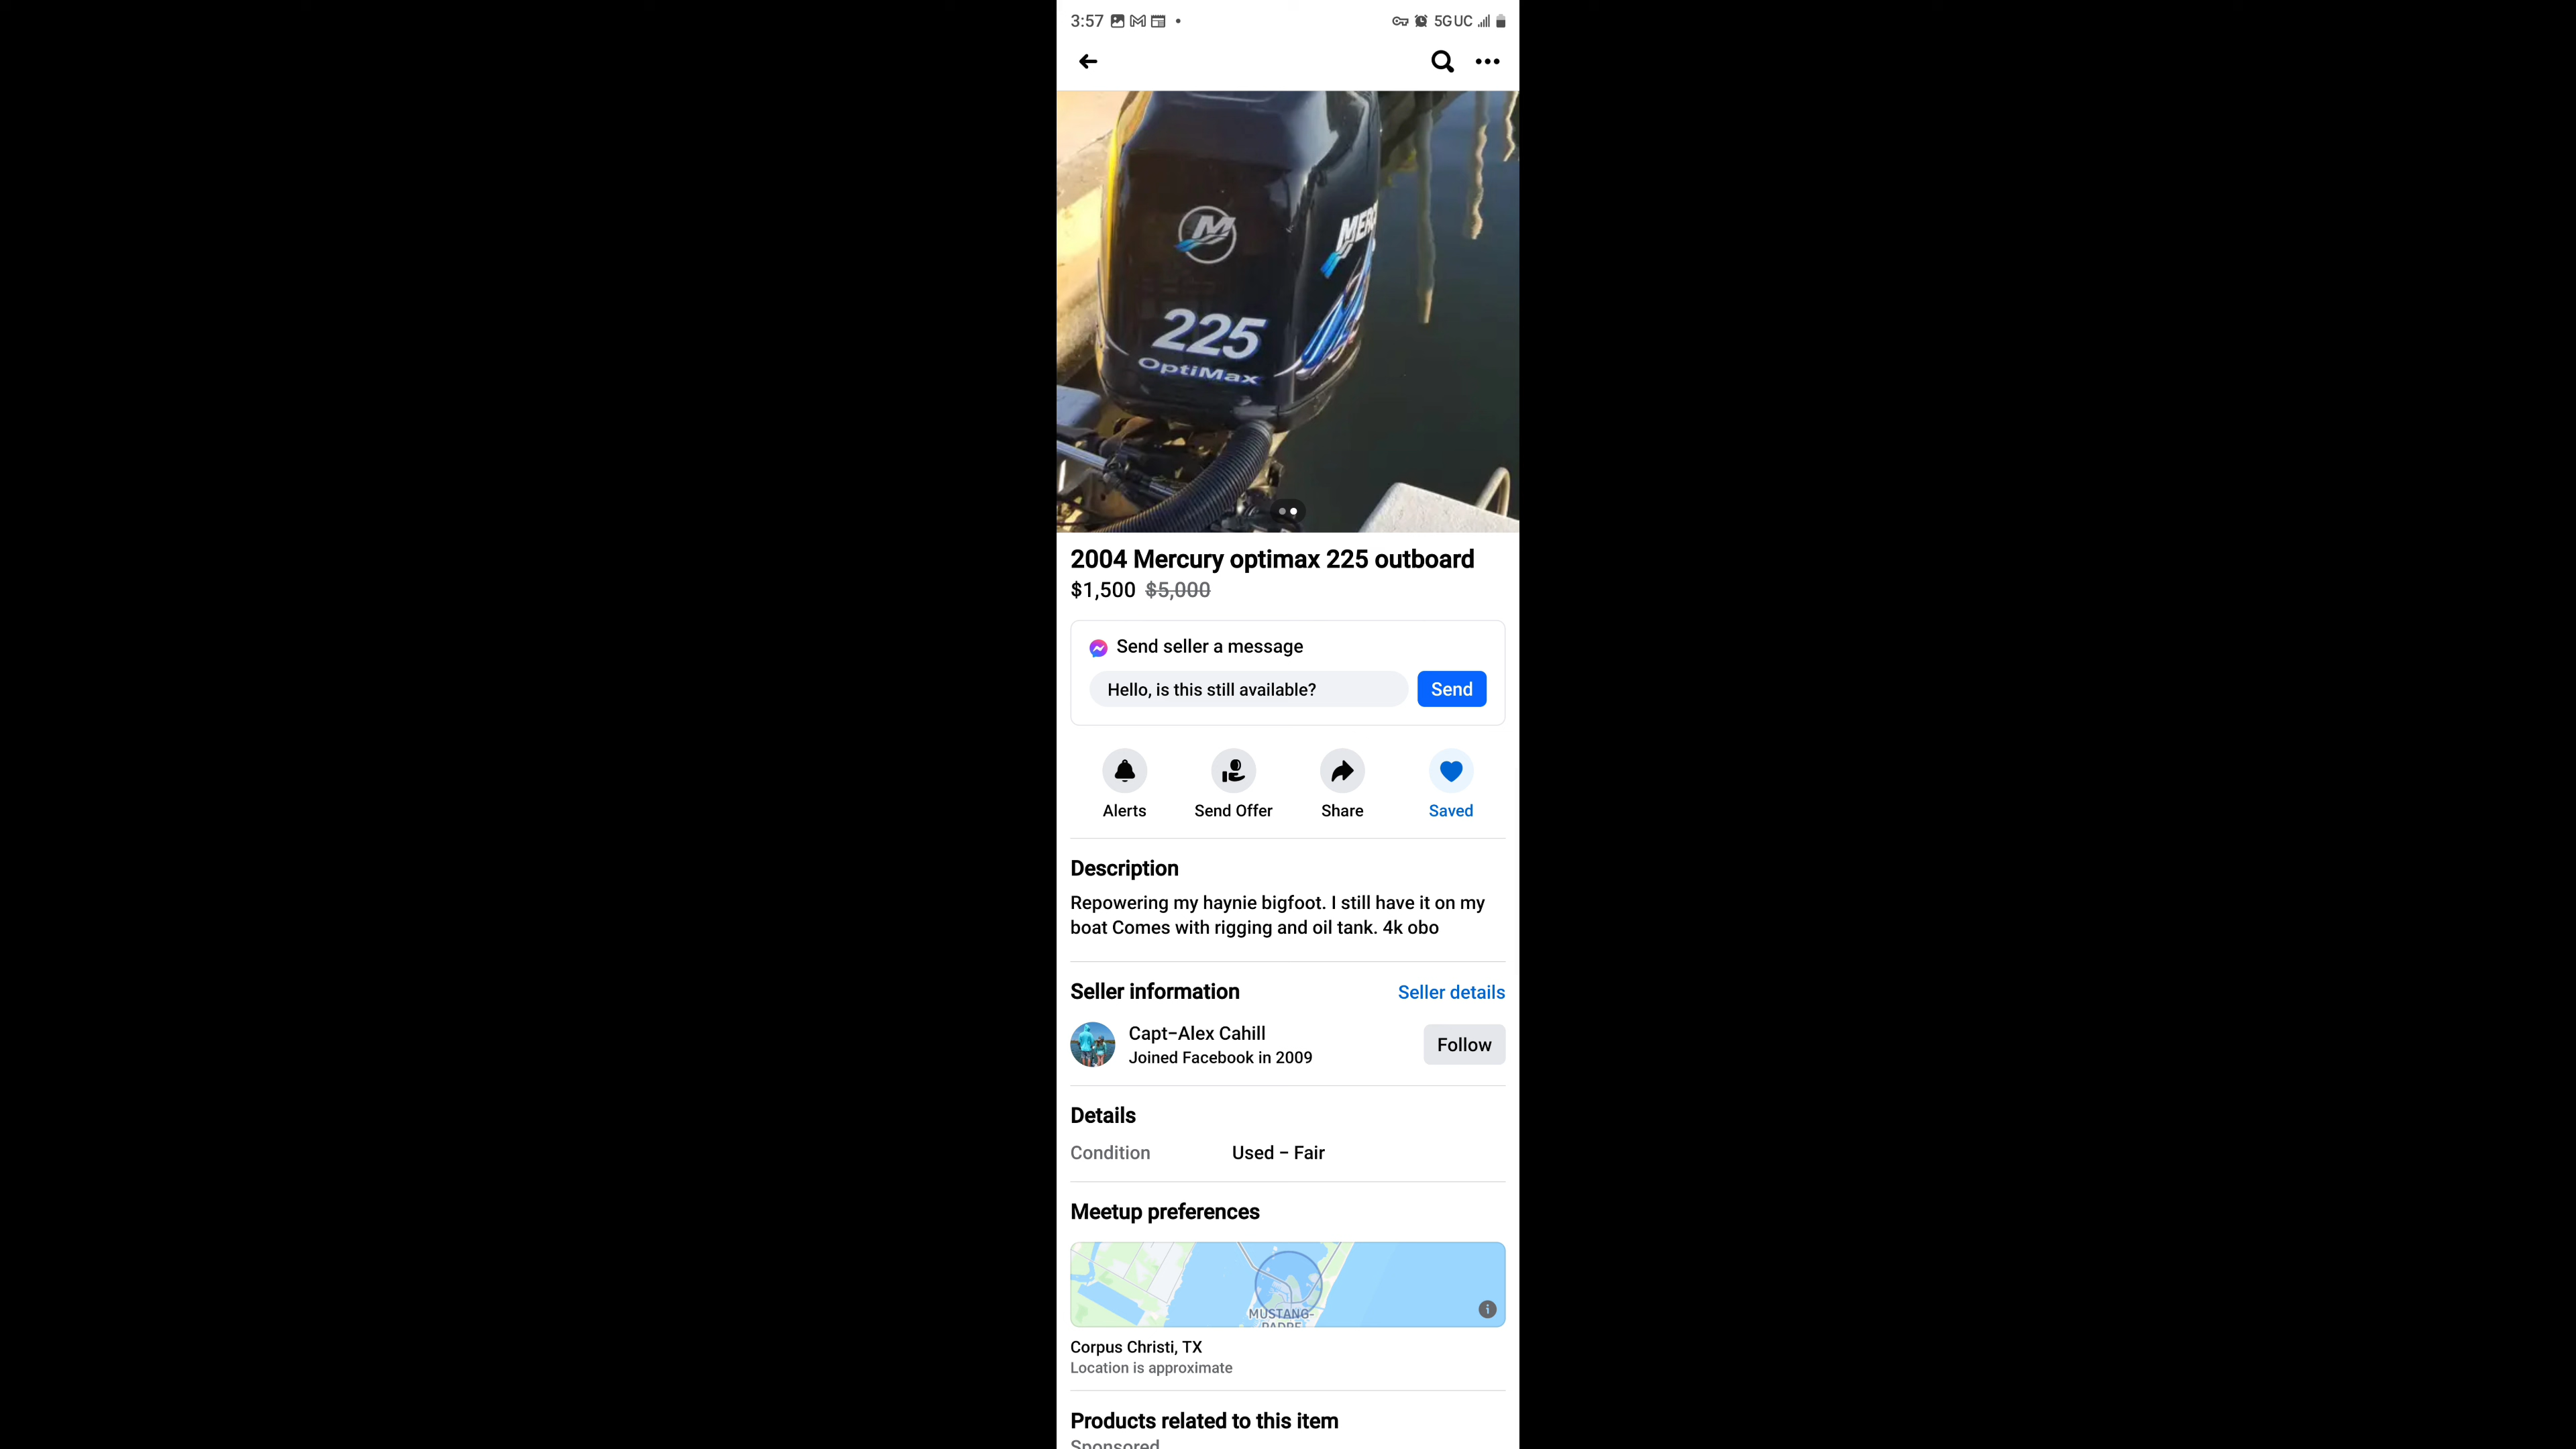 3:57
5G UC
MERC
225
OptiMax
2004 Mercury optimax 225 outboard
$1,500 $5,000
Send seller a message
Hello, is this still available?
Send
Alerts
Send Offer
Share
Saved
Description
Repowering my haynie bigfoot. I still have it on my
boat Comes with rigging and oil tank. 4k obo
Seller information
Seller details
Capt-Alex Cahill
Joined Facebook in 2009
Follow
Details
Condition
Used - Fair
Meetup preferences
MUSTANG-
PADRE
Corpus Christi, TX
Location is approximate
Products related to this item
Sponsored